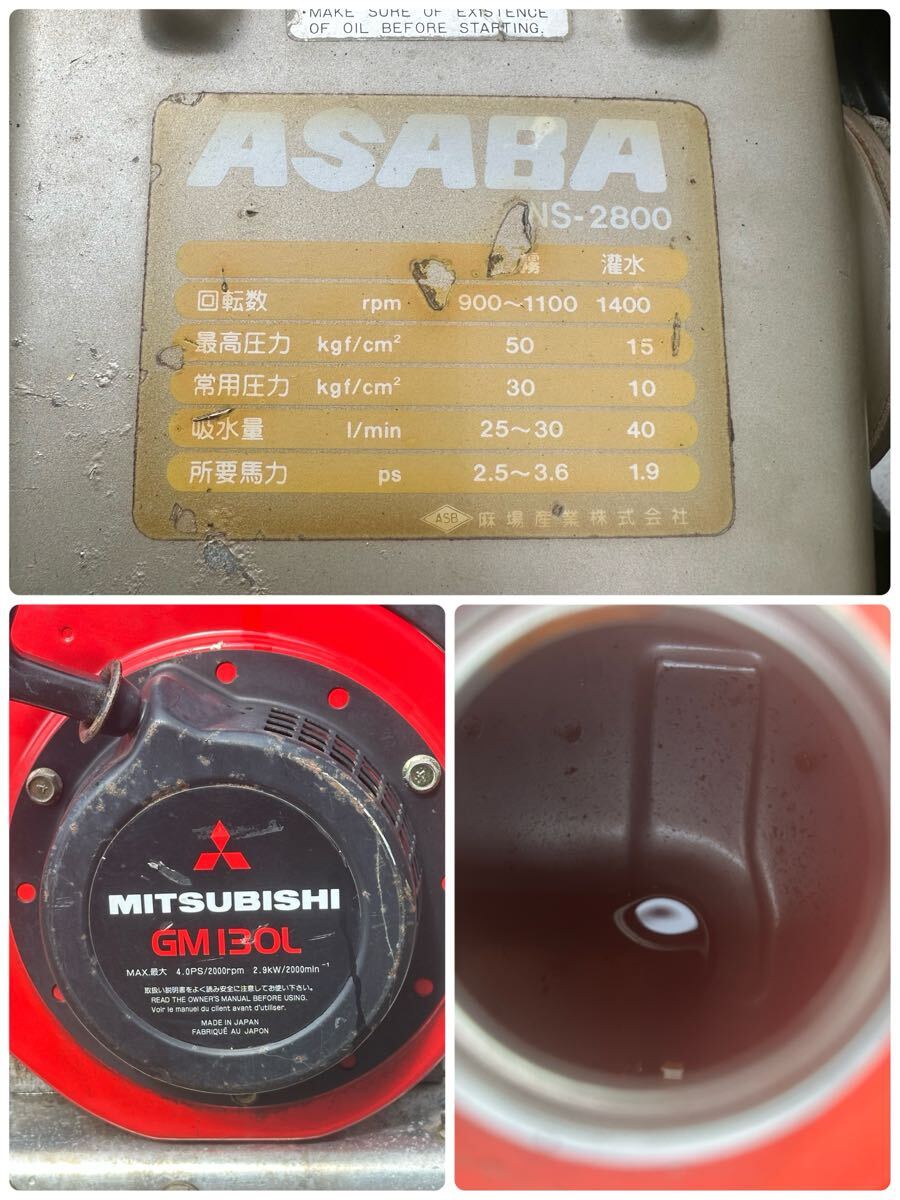 ・MAKE SURE OF EXISTENCE
OF OIL BEFORE STARTING.
ASABA
NS-2800
霧 灌水
回転数 rpm 900〜1100 1400
最高圧力 kgf/cm² 50 15
常用圧力 kgf/cm² 30 10
吸水量 l/min 25〜30 40
所要馬力 ps 2.5〜3.6 1.9
ASB 麻場産業株式会社
MITSUBISHI
GM130L
MAX.最大 4.0PS/2000rpm 2.9kW/2000min⁻¹
取扱い説明書をよく読み安全に注意してお使い下さい。
READ THE OWNER'S MANUAL BEFORE USING.
Voir le manuel du client avant d'utiliser.
MADE IN JAPAN
FABRIQUÉ AU JAPON